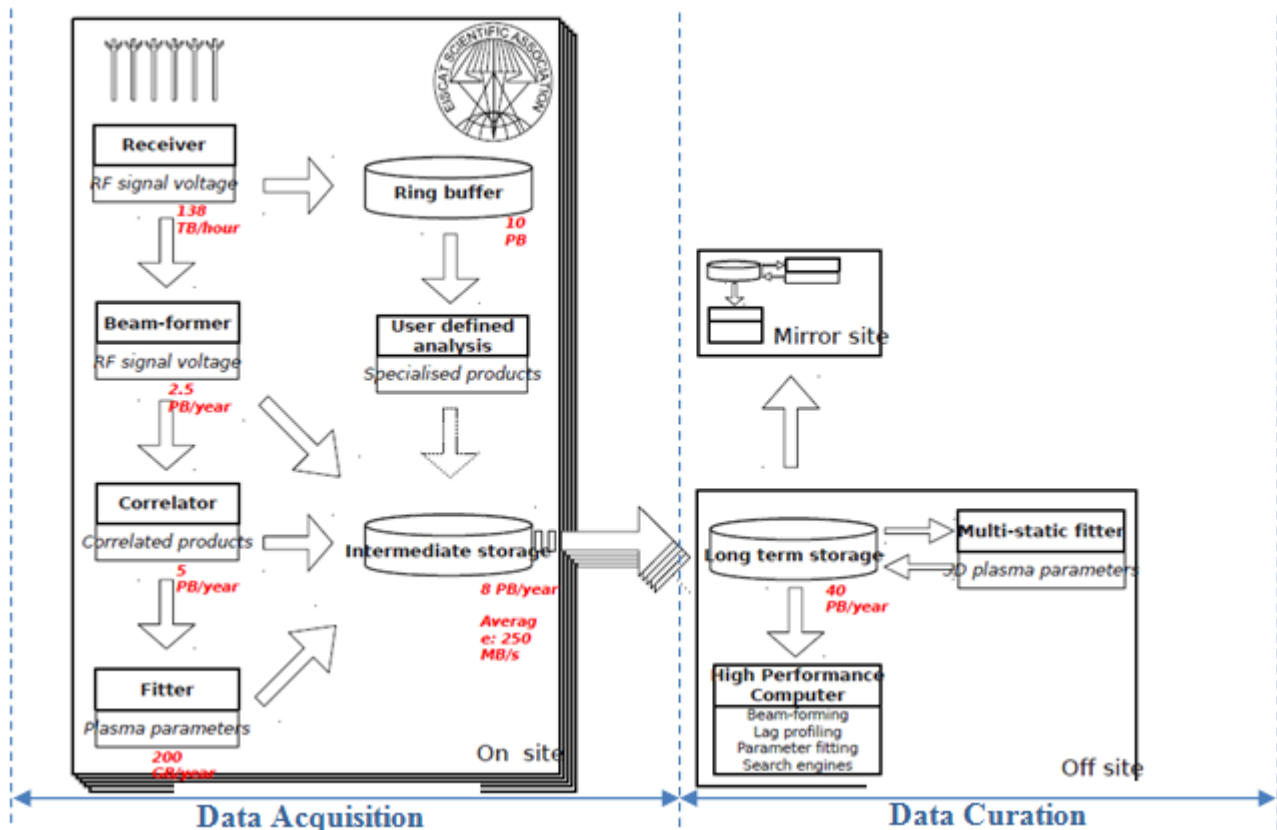 EISCAT SCIENTIFIC ASSOCIATION
Receiver
RF signal voltage
138
TB/hour
Ring buffer
10
PB
Beam-former
RF signal voltage
2.5
PB/year
User defined
analysis
Specialised products
Correlator
Correlated products
5
PB/year
Intermediate storage
8 PB/year
Averag
e: 250
MB/s
Fitter
Plasma parameters
200
GB/year
On site
Mirror site
Long term storage
40
PB/year
Multi-static fitter
3D plasma parameters
High Performance
Computer
Beam-forming
Lag profiling
Parameter fitting
Search engines
Off site
Data Acquisition
Data Curation